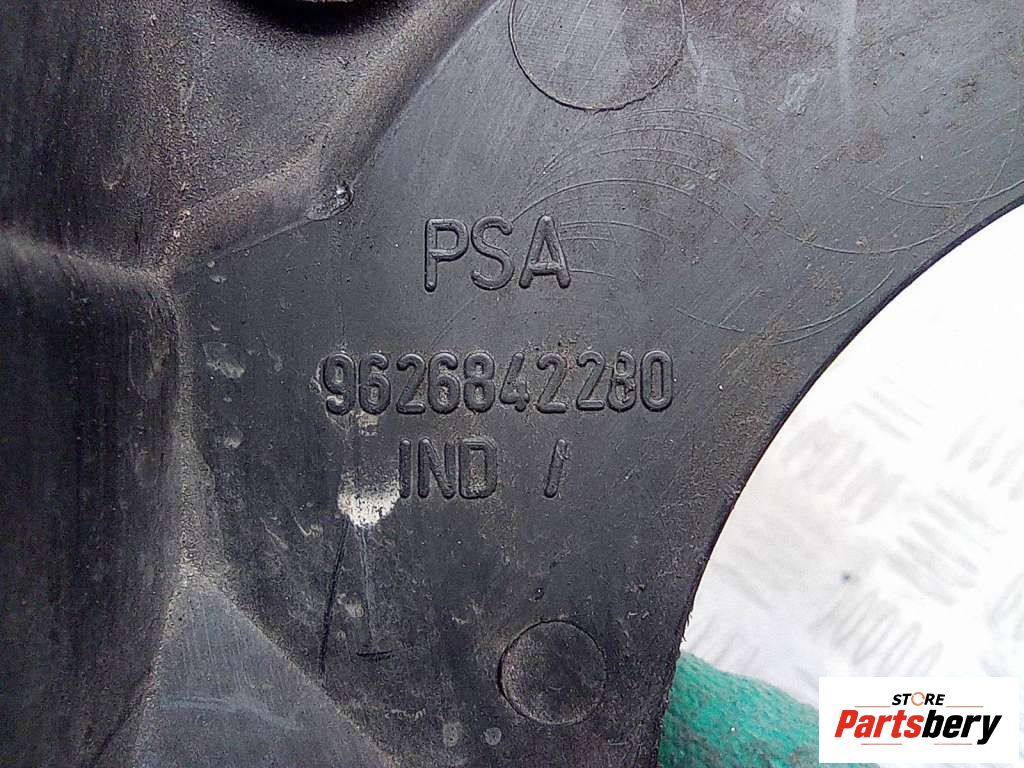 PSA
9626842280
IND /
STORE
Partsbery